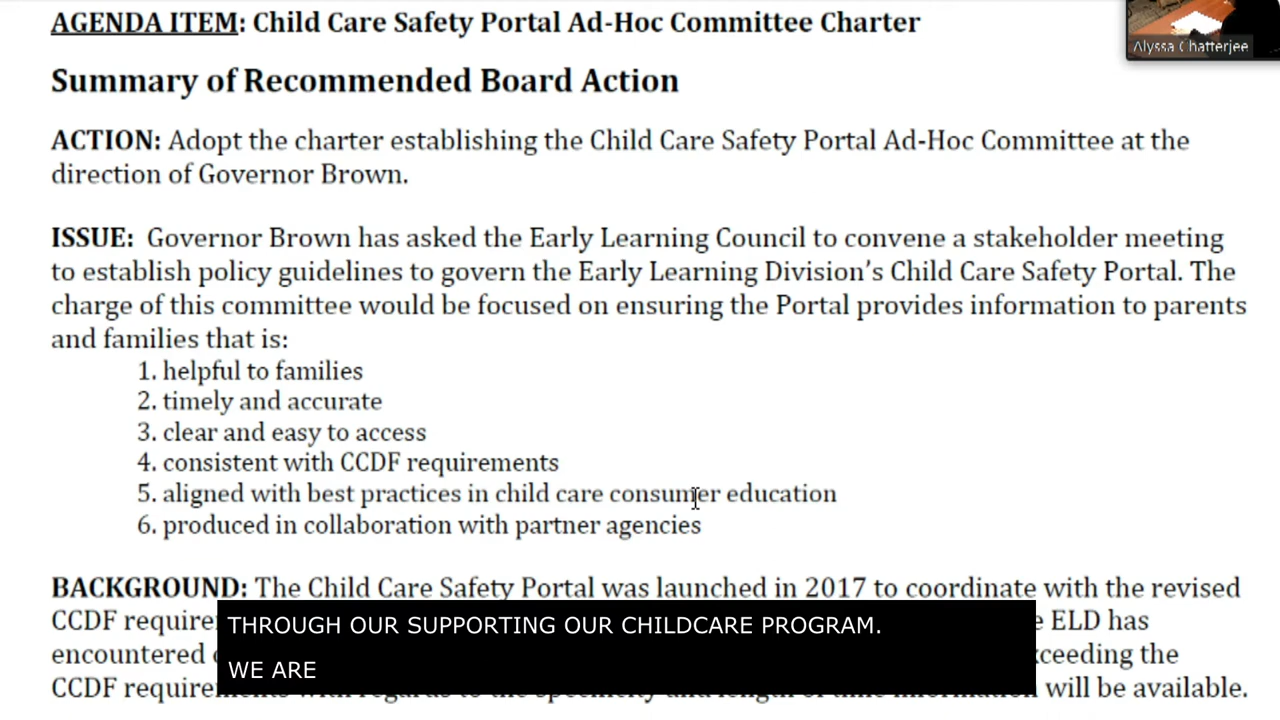 AGENDA ITEM: Child Care Safety Portal Ad-Hoc Committee Charter
Alyssa Chatterjee
Summary of Recommended Board Action
ACTION: Adopt the charter establishing the Child Care Safety Portal Ad-Hoc Committee at the
direction of Governor Brown.
ISSUE: Governor Brown has asked the Early Learning Council to convene a stakeholder meeting
to establish policy guidelines to govern the Early Learning Division’s Child Care Safety Portal. The
charge of this committee would be focused on ensuring the Portal provides information to parents
and families that is:
1. helpful to families
2. timely and accurate
3. clear and easy to access
4. consistent with CCDF requirements
5. aligned with best practices in child care consumer education
6. produced in collaboration with partner agencies
BACKGROUND: The Child Care Safety Portal was launched in 2017 to coordinate with the revised
CCDF ELD has
encountered the
CCDF will be available.
THROUGH OUR SUPPORTING OUR CHILDCARE PROGRAM.
WE ARE